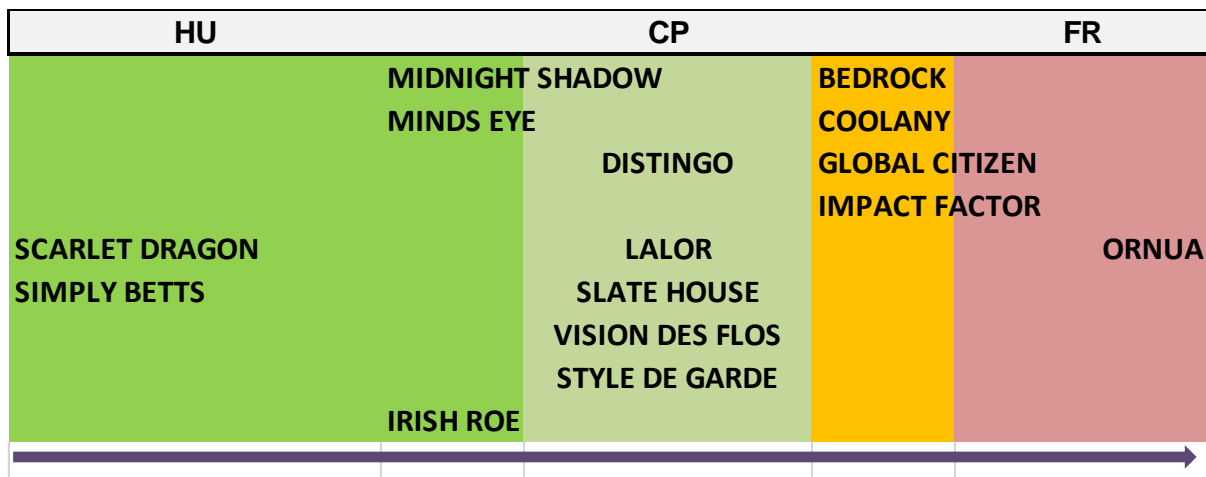 HU CP FR
MIDNIGHT SHADOW BEDROCK
MINDS EYE COOLANY
DISTINGO GLOBAL CITIZEN
IMPACT FACTOR
SCARLET DRAGON LALOR ORNUA
SIMPLY BETTS SLATE HOUSE
VISION DES FLOS
STYLE DE GARDE
IRISH ROE